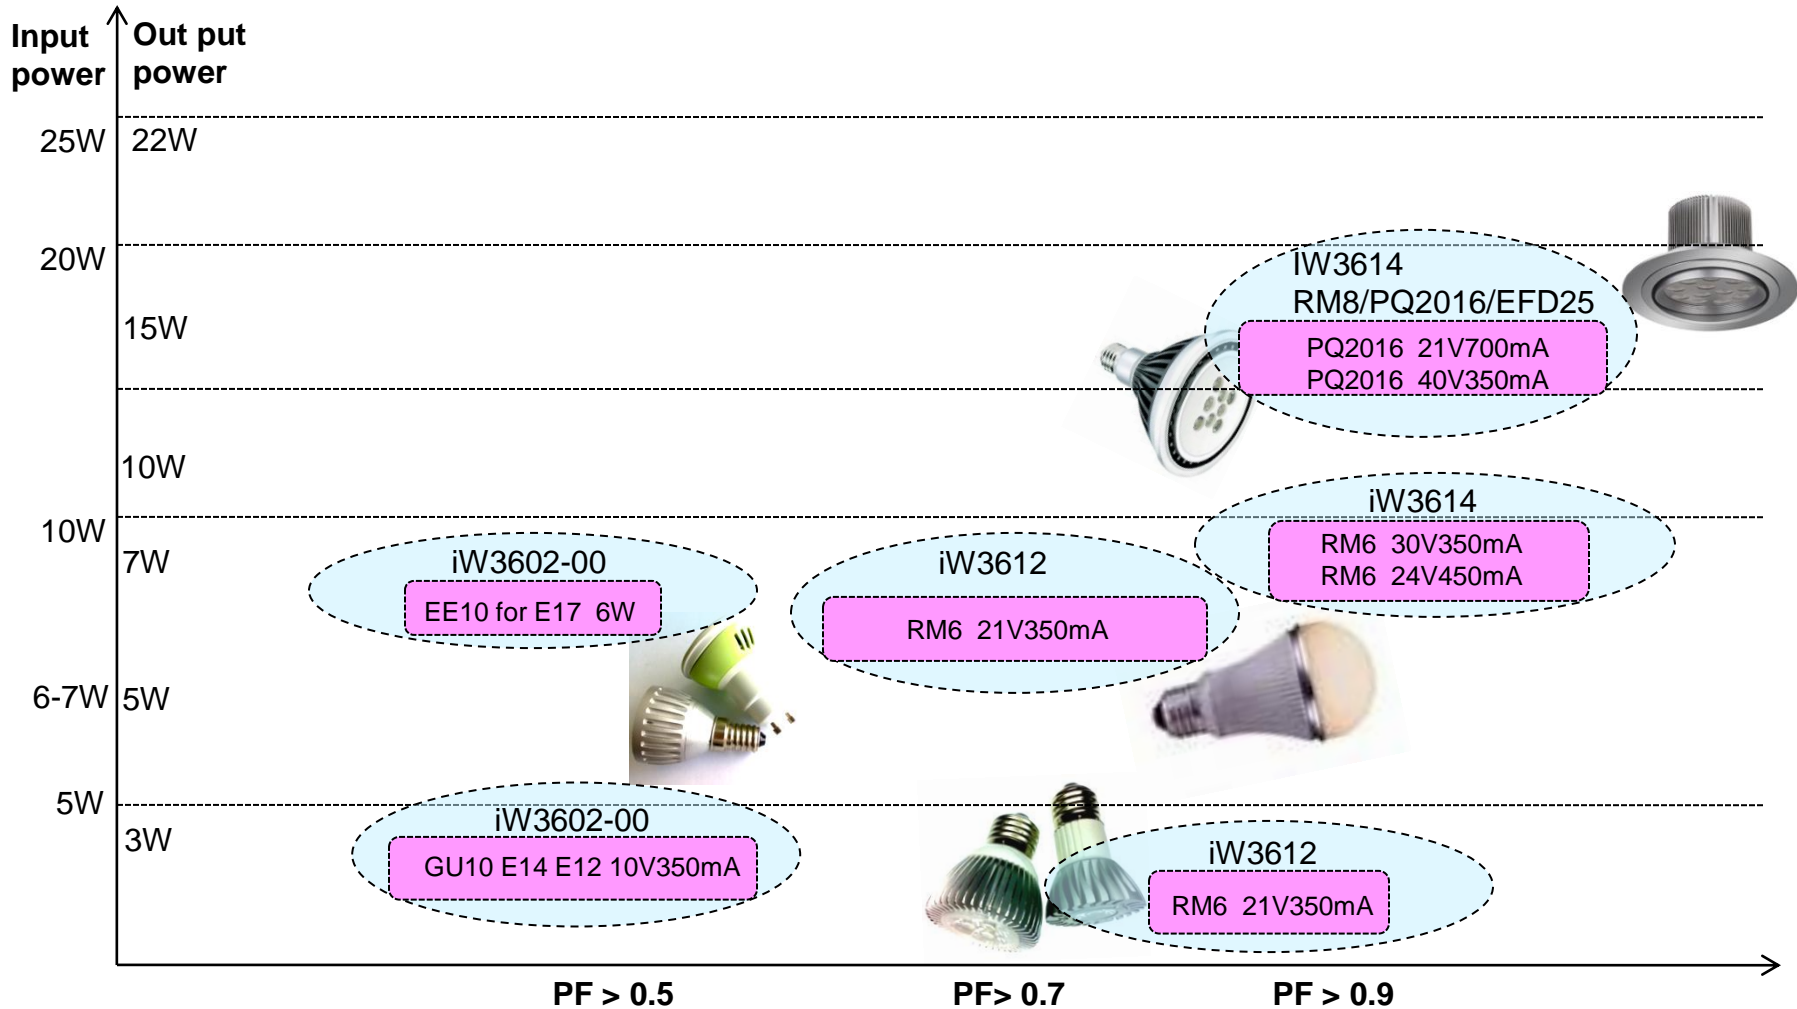 Input
power
Out put
power
25W
22W
20W
IW3614
RM8/PQ2016/EFD25
15W
PQ2016 21V700mA
PQ2016 40V350mA
10W
iW3614
10W
7W
iW3602-00
iW3612
RM6 30V350mA
RM6 24V450mA
EE10 for E17 6W
RM6 21V350mA
6-7W
5W
5W
iW3602-00
3W
iW3612
GU10 E14 E12 10V350mA
RM6 21V350mA
PF > 0.5
PF> 0.7
PF > 0.9